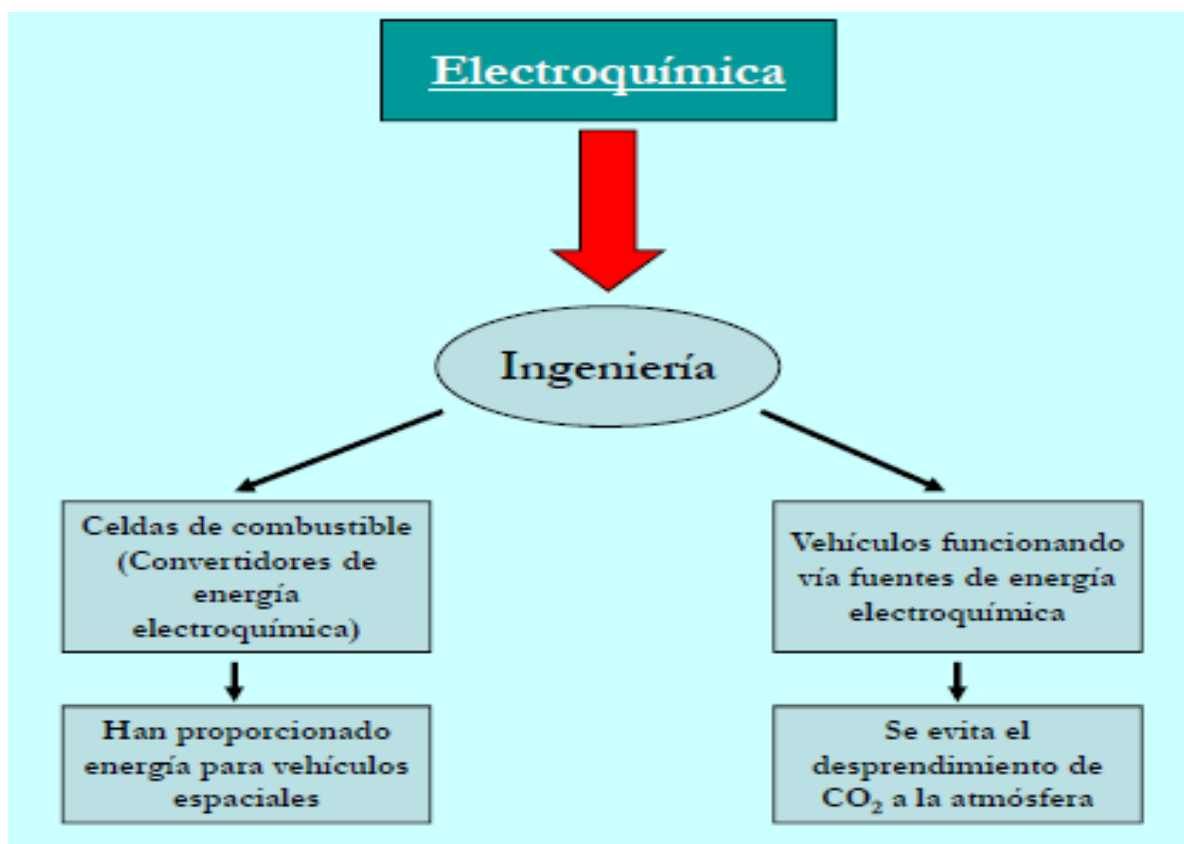 Electroquímica
Ingeniería
Celdas de combustible
(Convertidores de
energía
electroquímica)
Han proporcionado
energía para vehículos
espaciales
Vehículos funcionando
vía fuentes de energía
electroquímica
Se evita el
desprendimiento de
CO₂ a la atmósfera